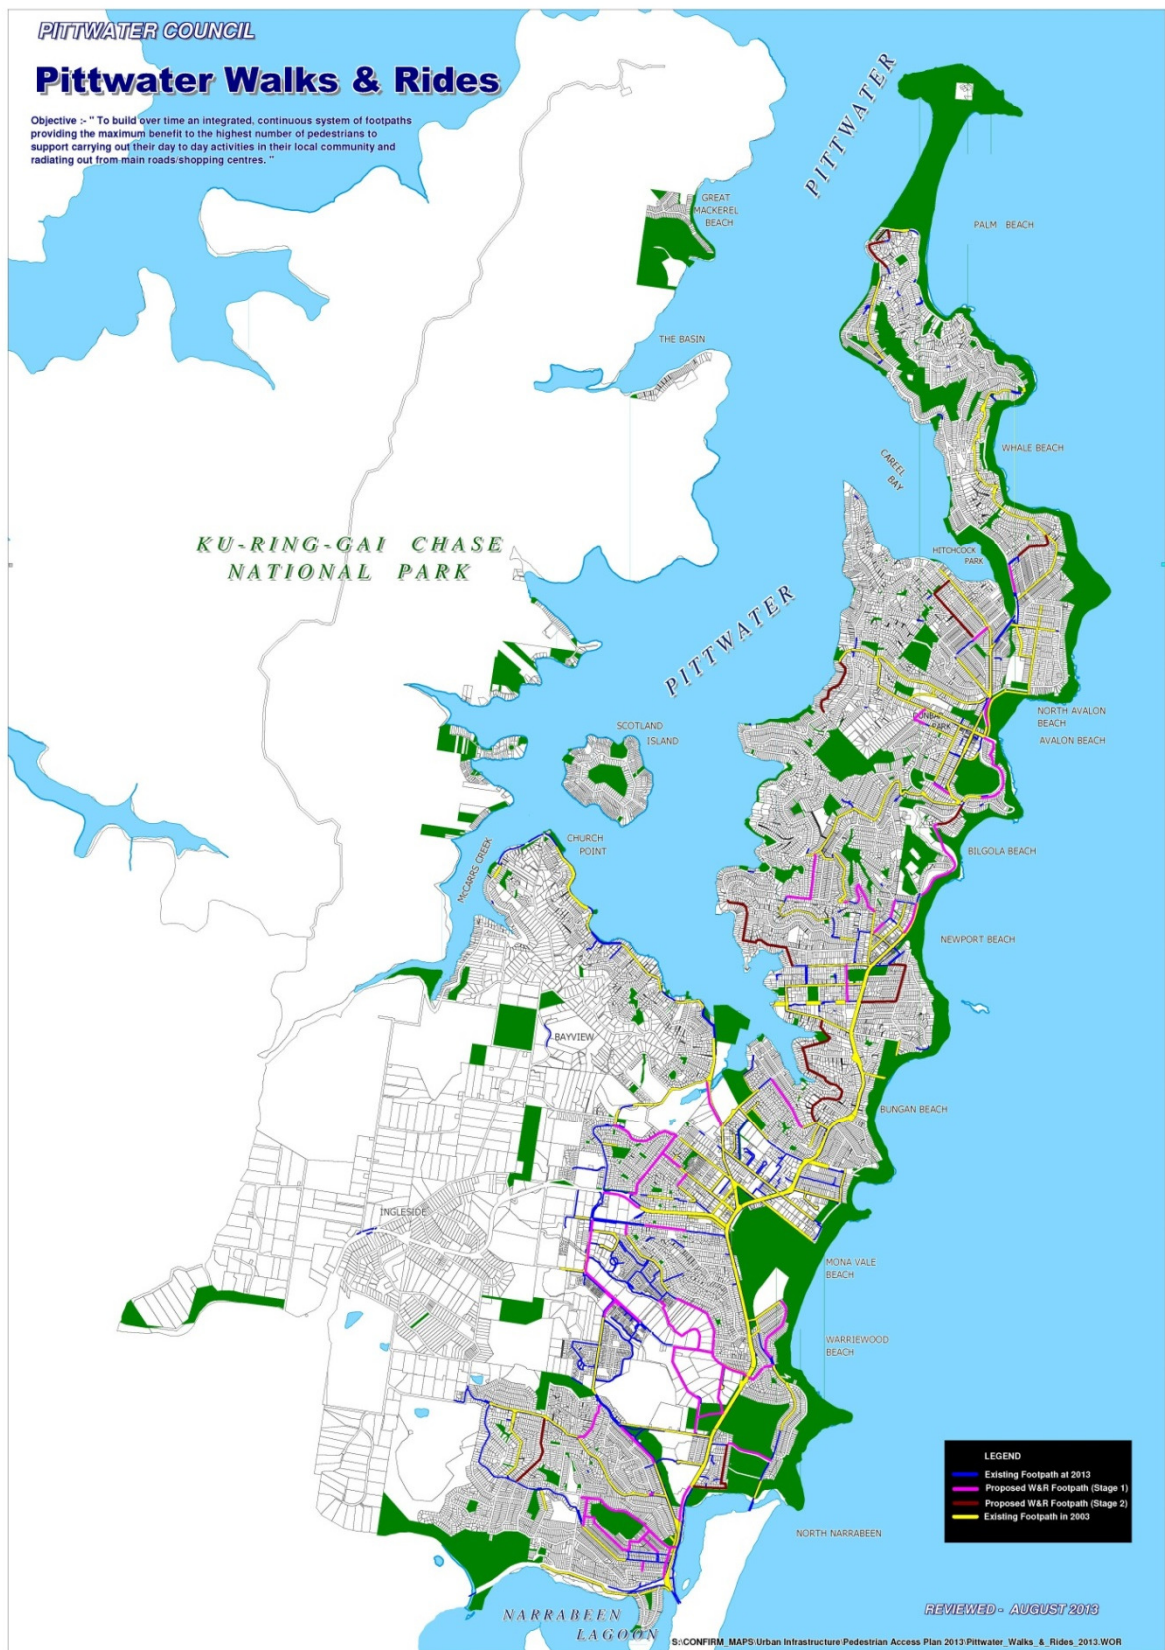 PITTWATER COUNCIL
Pittwater Walks & Rides
Objective :- " To build over time an integrated, continuous system of footpaths
providing the maximum benefit to the highest number of pedestrians to
support carrying out their day to day activities in their local community and
radiating out from main roads/shopping centres. "
PITTWATER
GREAT
MACKEREL
BEACH
PALM BEACH
THE BASIN
WHALE BEACH
CAREEL
BAY
KU-RING-GAI CHASE
NATIONAL PARK
HITCHCOCK
PARK
PITTWATER
NORTH AVALON
BEACH
DUNBAR
PARK
SCOTLAND
ISLAND
AVALON BEACH
CHURCH
POINT
McCARRS CREEK
BILGOLA BEACH
NEWPORT BEACH
BAYVIEW
BUNGAN BEACH
INGLESIDE
MONA VALE
BEACH
WARRIEWOOD
BEACH
LEGEND
Existing Footpath at 2013
Proposed W&R Footpath (Stage 1)
Proposed W&R Footpath (Stage 2)
Existing Footpath in 2003
NORTH NARRABEEN
NARRABEEN
LAGOON
REVIEWED - AUGUST 2013
S:\CONFIRM_MAPS\Urban Infrastructure\Pedestrian Access Plan 2013\Pittwater_Walks_&_Rides_2013.WOR